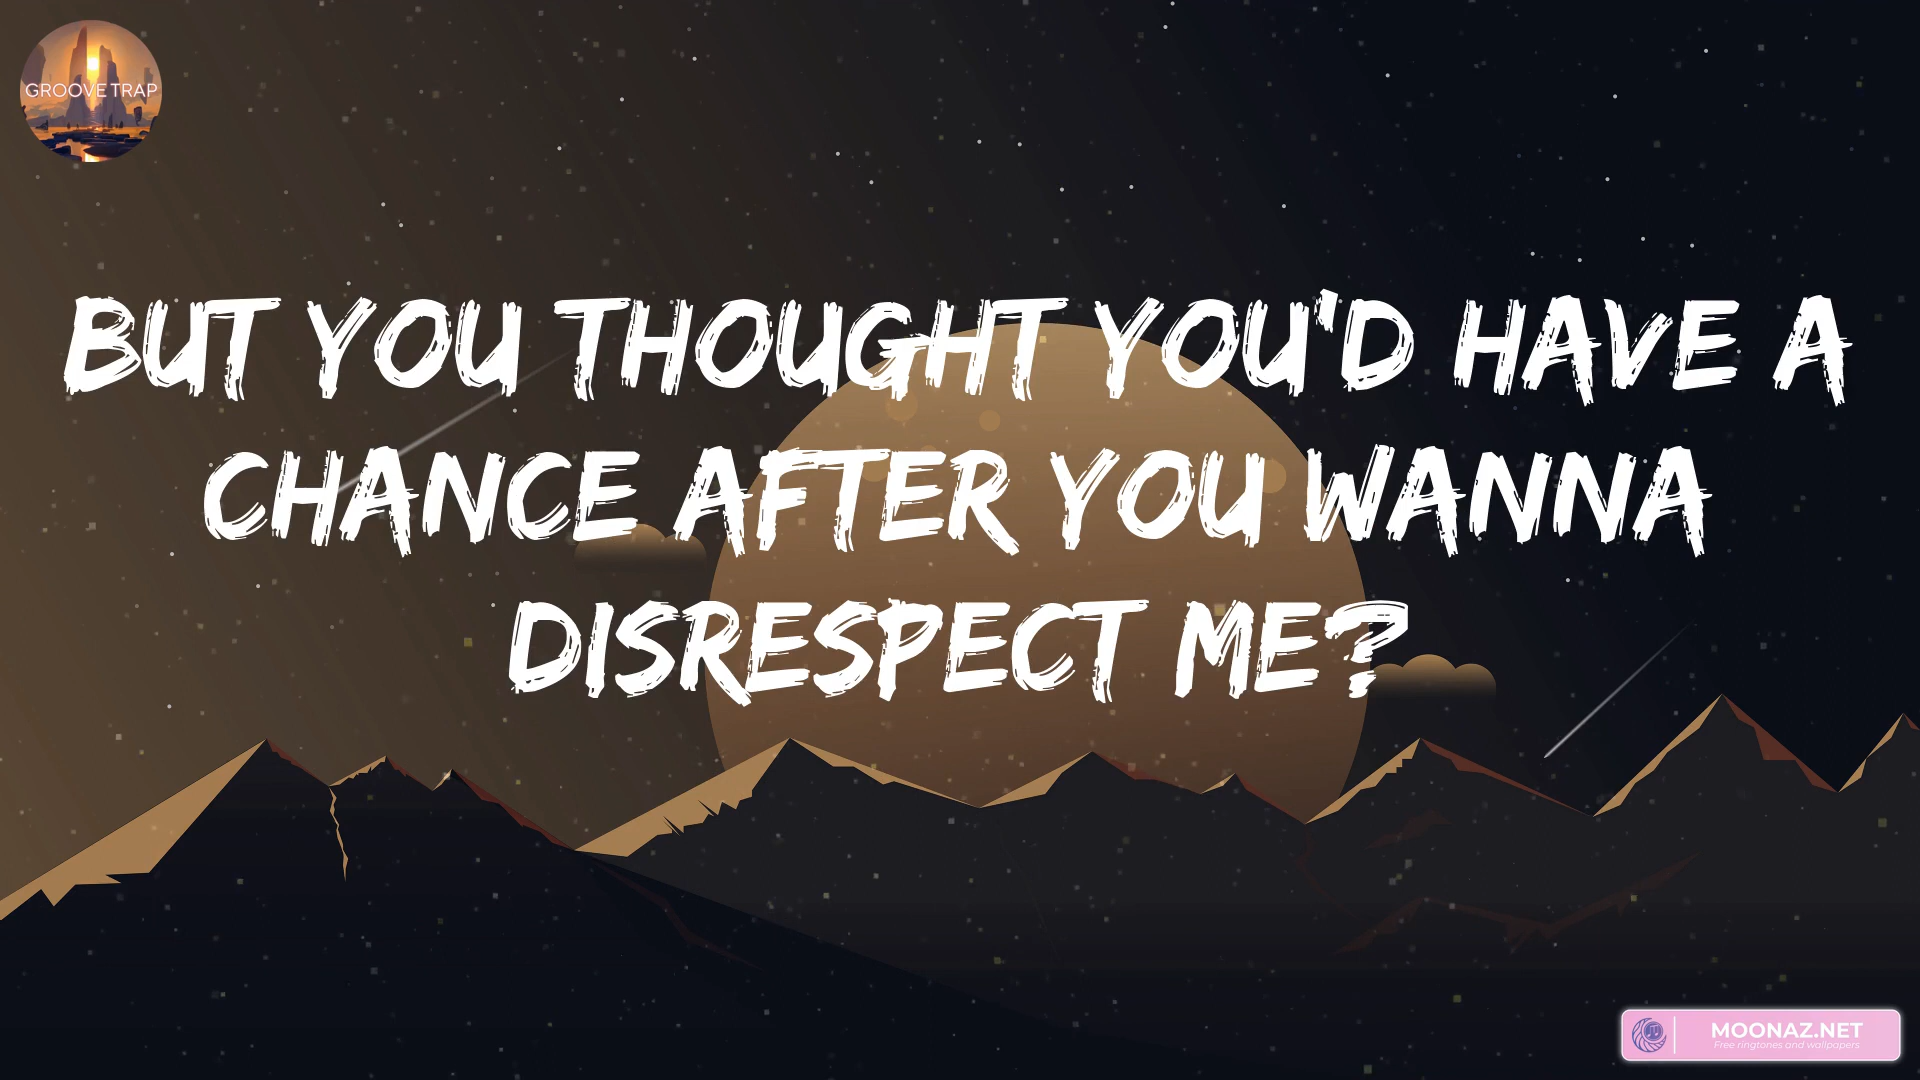 GROOVE TRAP
BUT YOU THOUGHT YOU'D HAVE A
CHANCE AFTER YOU WANNA
DISRESPECT ME?
MOONAZ.NET
Free ringtones and wallpapers